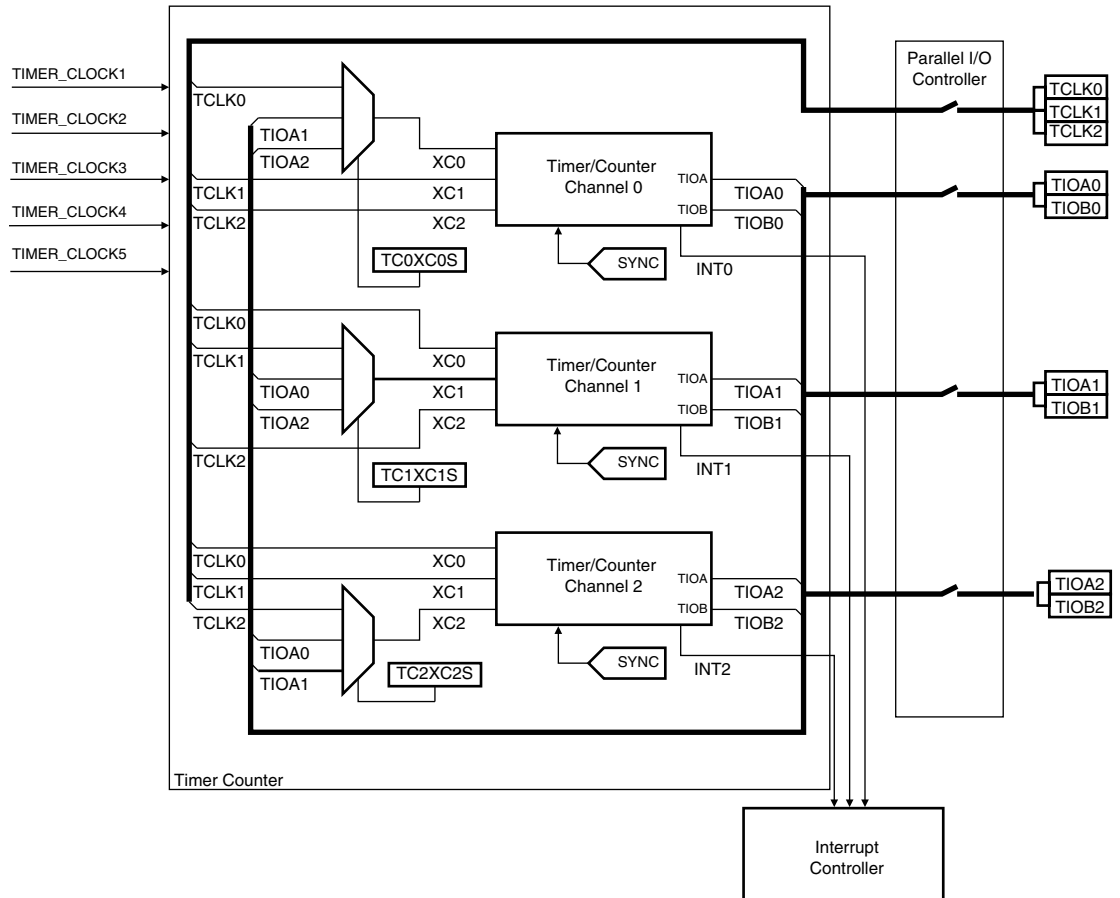 Parallel I/O
Controller
TIMER_CLOCK1
TCLK0
TCLK0
TCLK1
TCLK2
TIMER_CLOCK2
TIOA1
TIOA2
XC0
Timer/Counter
Channel 0
TIMER_CLOCK3
TIOA
TIOA0
TIOA0
TCLK1
XC1
TIOB
TIOB0
TIOB0
TIMER_CLOCK4
TCLK2
XC2
TIMER_CLOCK5
TC0XC0S
SYNC
INT0
TCLK0
TCLK1
XC0
Timer/Counter
Channel 1
TIOA
TIOA1
TIOA1
TIOA0
XC1
TIOB
TIOB1
TIOB1
TIOA2
XC2
TCLK2
TC1XC1S
SYNC
INT1
TCLK0
XC0
Timer/Counter
Channel 2
TIOA
TIOA2
TIOA2
TCLK1
XC1
TIOB
TIOB2
TIOB2
TCLK2
XC2
TIOA0
TIOA1
TC2XC2S
SYNC
INT2
Timer Counter
Interrupt
Controller